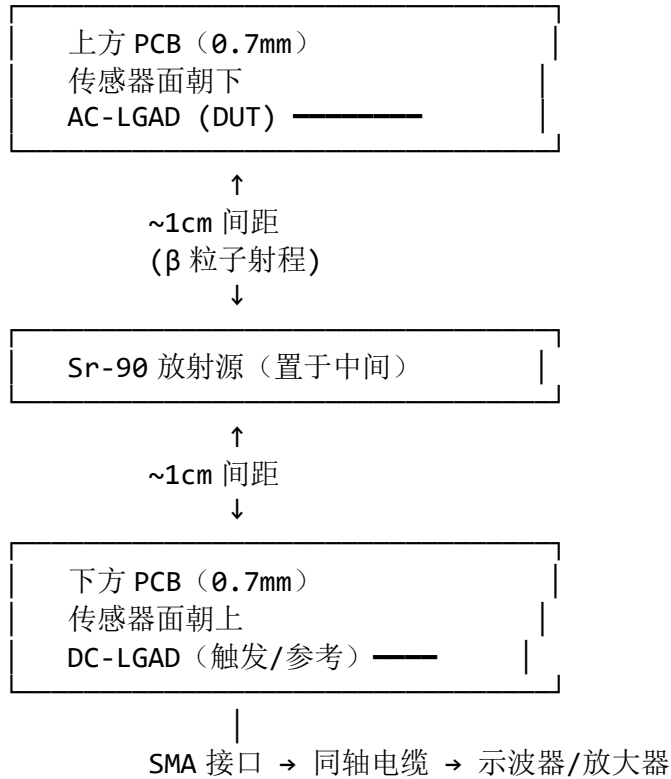 上方 PCB（0.7mm）
传感器面朝下
AC-LGAD (DUT) ━━━━━━━━
↑
~1cm 间距
(β 粒子射程)
↓
Sr-90 放射源（置于中间）
↑
~1cm 间距
↓
下方 PCB（0.7mm）
传感器面朝上
DC-LGAD（触发/参考）━━━━
SMA 接口 → 同轴电缆 → 示波器/放大器